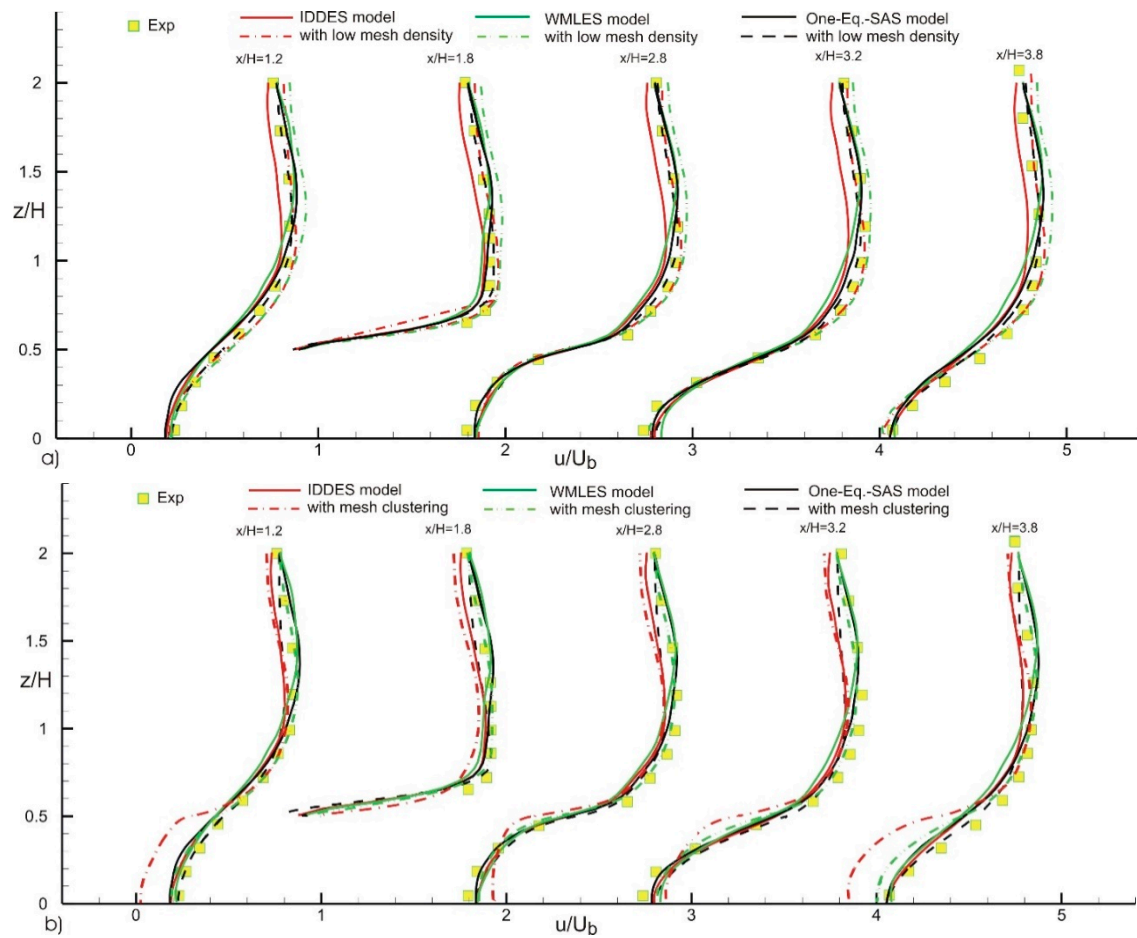 Exp IDDES model WMLES model One-Eq.-SAS model
with low mesh density with low mesh density with low mesh density
x/H=1.2 x/H=1.8 x/H=2.8 x/H=3.2 x/H=3.8
2
1.5
z/H
1
0.5
0
0 1 2 3 4 5
a) u/U_b
Exp IDDES model WMLES model One-Eq.-SAS model
with mesh clustering with mesh clustering with mesh clustering
x/H=1.2 x/H=1.8 x/H=2.8 x/H=3.2 x/H=3.8
2
1.5
z/H
1
0.5
0
0 1 2 3 4 5
b) u/U_b